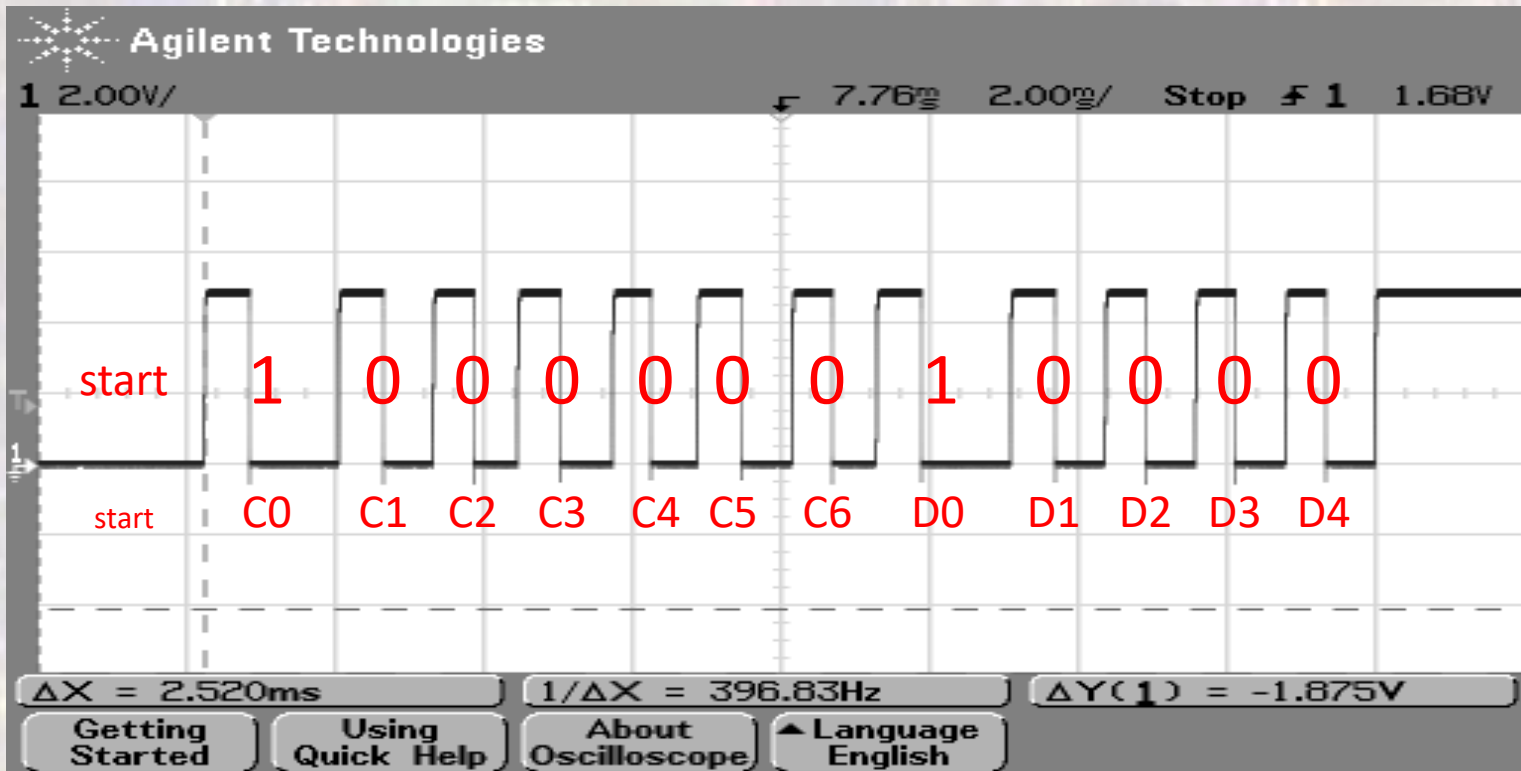 Agilent Technologies
1 2.00V/ 7.76ms 2.00ms/ Stop 1 1.68V
start 1 0 0 0 0 0 0 1 0 0 0 0
T
1
start C0 C1 C2 C3 C4 C5 C6 D0 D1 D2 D3 D4
ΔX = 2.520ms 1/ΔX = 396.83Hz ΔY(1) = -1.875V
Getting Started Using Quick Help About Oscilloscope Language English